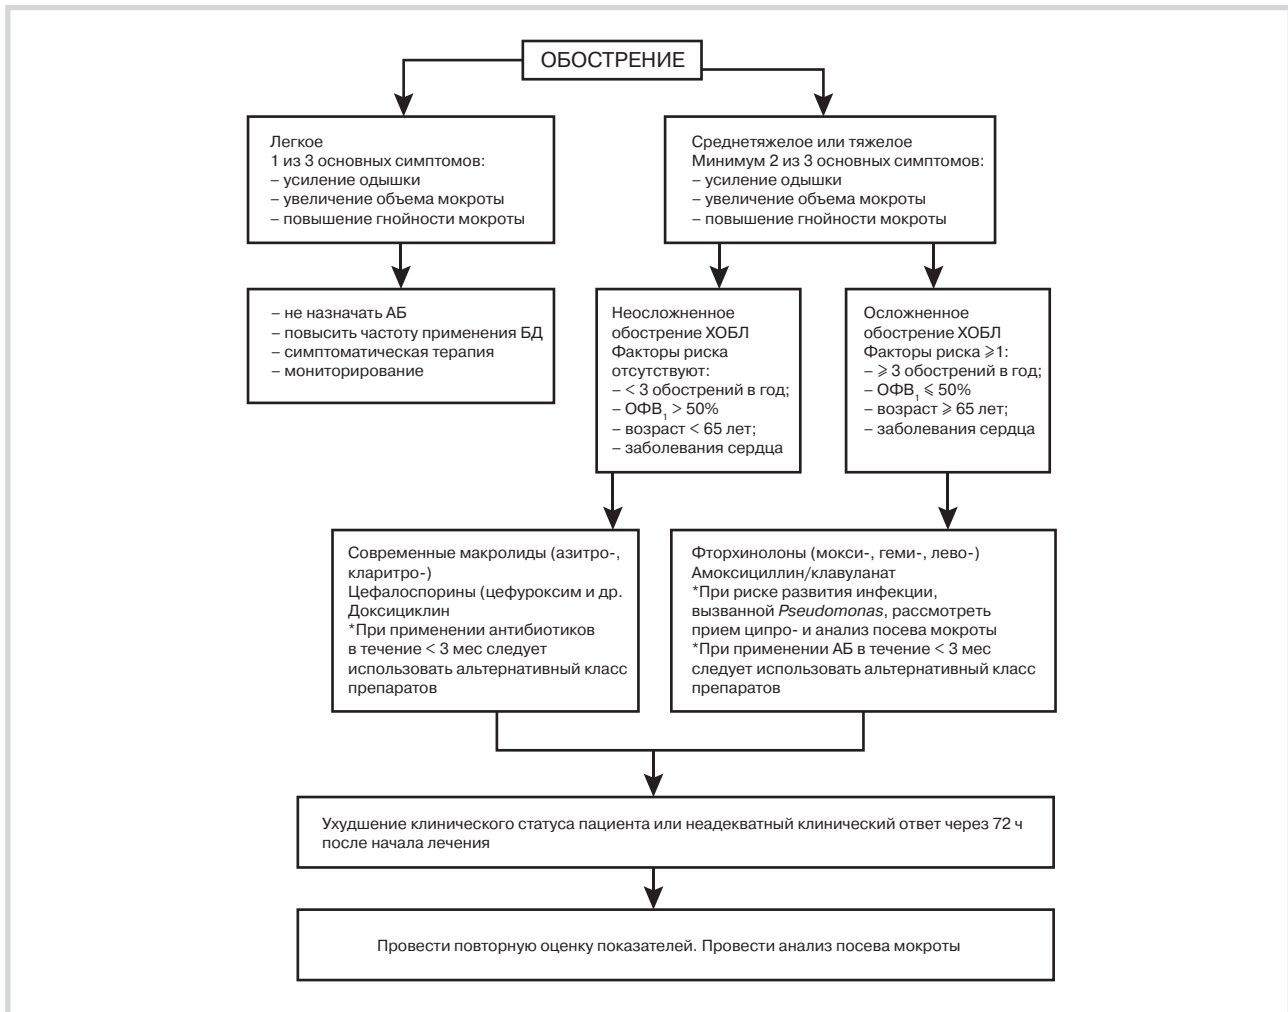 ОБОСТРЕНИЕ
Легкое
1 из 3 основных симптомов:
– усиление одышки
– увеличение объема мокроты
– повышение гнойности мокроты
Среднетяжелое или тяжелое
Минимум 2 из 3 основных симптомов:
– усиление одышки
– увеличение объема мокроты
– повышение гнойности мокроты
– не назначать АБ
– повысить частоту применения БД
– симптоматическая терапия
– мониторирование
Неосложненное
обострение ХОБЛ
Факторы риска
отсутствуют:
– < 3 обострений в год;
– ОФВ₁ > 50%
– возраст < 65 лет;
– заболевания сердца
Осложненное
обострение ХОБЛ
Факторы риска ⩾1:
– ⩾ 3 обострений в год;
– ОФВ₁ ⩽ 50%
– возраст ⩾ 65 лет;
– заболевания сердца
Современные макролиды (азитро-,
кларитро-)
Цефалоспорины (цефуроксим и др.
Доксициклин
*При применении антибиотиков
в течение < 3 мес следует
использовать альтернативный класс
препаратов
Фторхинолоны (мокси-, геми-, лево-)
Амоксициллин/клавуланат
*При риске развития инфекции,
вызванной Pseudomonas, рассмотреть
прием ципро- и анализ посева мокроты
*При применении АБ в течение < 3 мес
следует использовать альтернативный класс
препаратов
Ухудшение клинического статуса пациента или неадекватный клинический ответ через 72 ч
после начала лечения
Провести повторную оценку показателей. Провести анализ посева мокроты